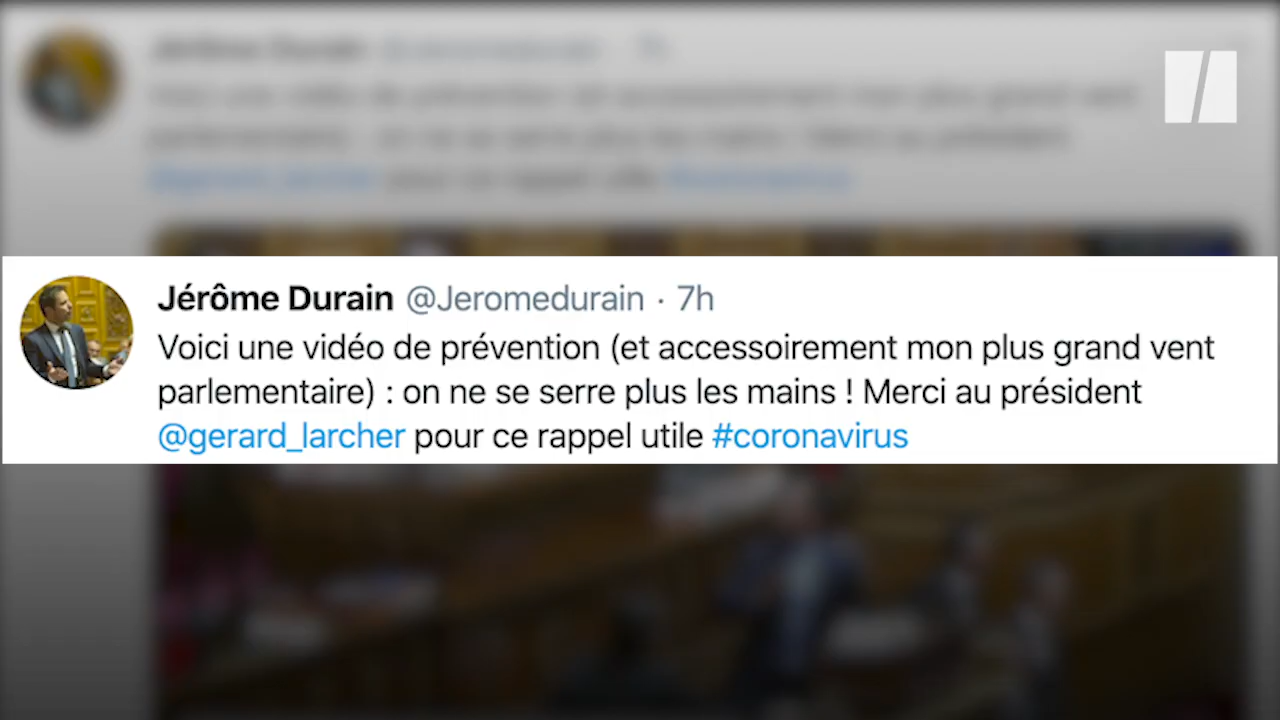 Jérôme Durain @Jeromedurain · 7h
Voici une vidéo de prévention (et accessoirement mon plus grand vent
parlementaire) : on ne se serre plus les mains ! Merci au président
@gerard_larcher pour ce rappel utile #coronavirus